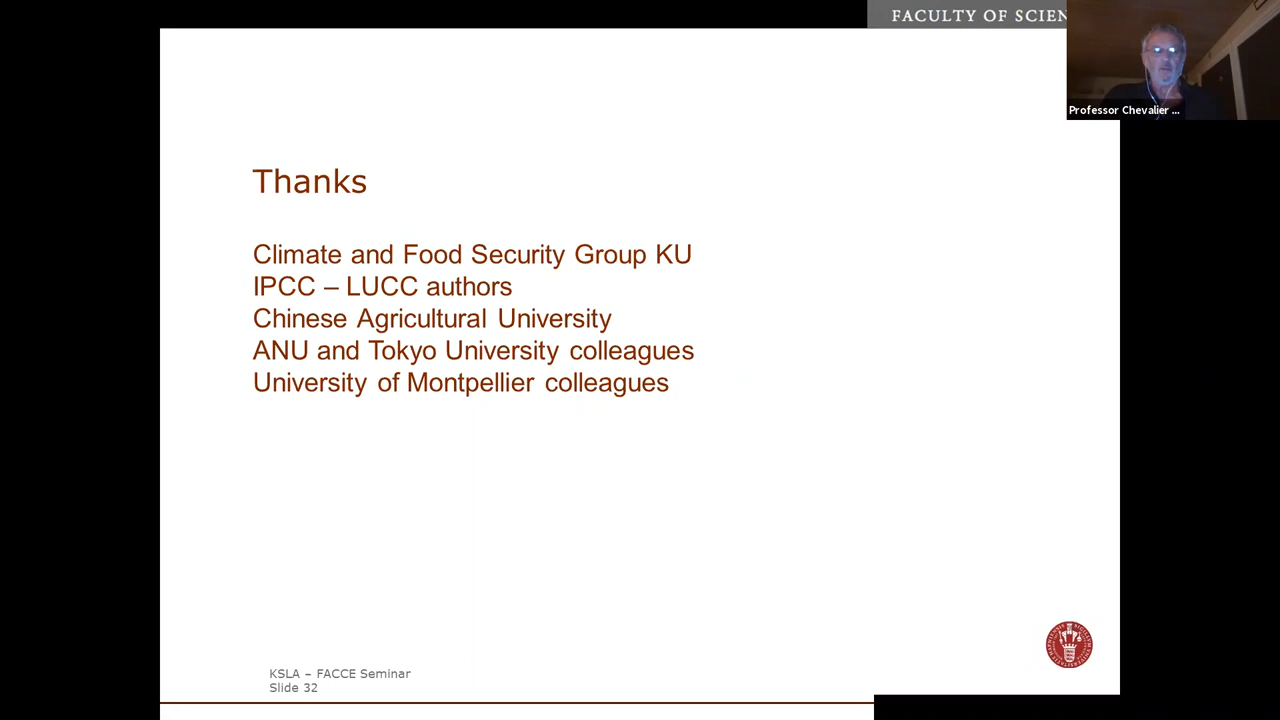 FACULTY OF SCIEN
Professor Chevalier ...
Thanks
Climate and Food Security Group KU
IPCC – LUCC authors
Chinese Agricultural University
ANU and Tokyo University colleagues
University of Montpellier colleagues
KSLA – FACCE Seminar
Slide 32